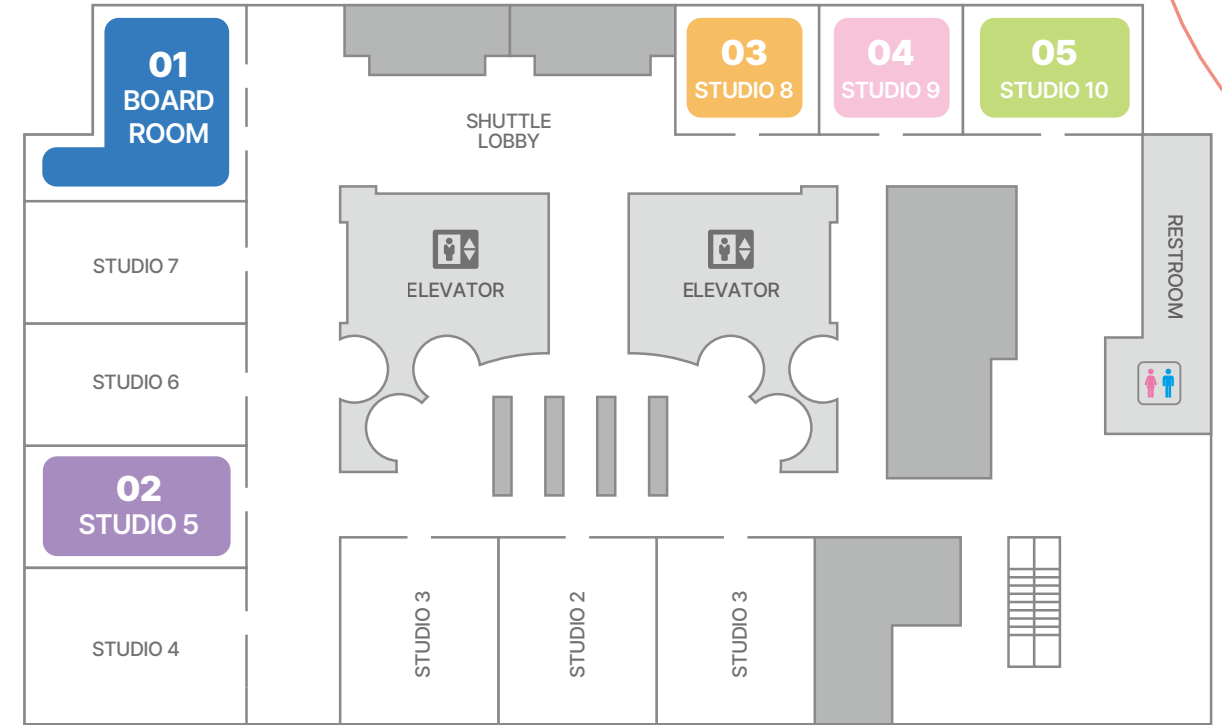 01
BOARD
ROOM
03
STUDIO 8
04
STUDIO 9
05
STUDIO 10
SHUTTLE
LOBBY
STUDIO 7
ELEVATOR
ELEVATOR
RESTROOM
STUDIO 6
02
STUDIO 5
STUDIO 4
STUDIO 3
STUDIO 2
STUDIO 3